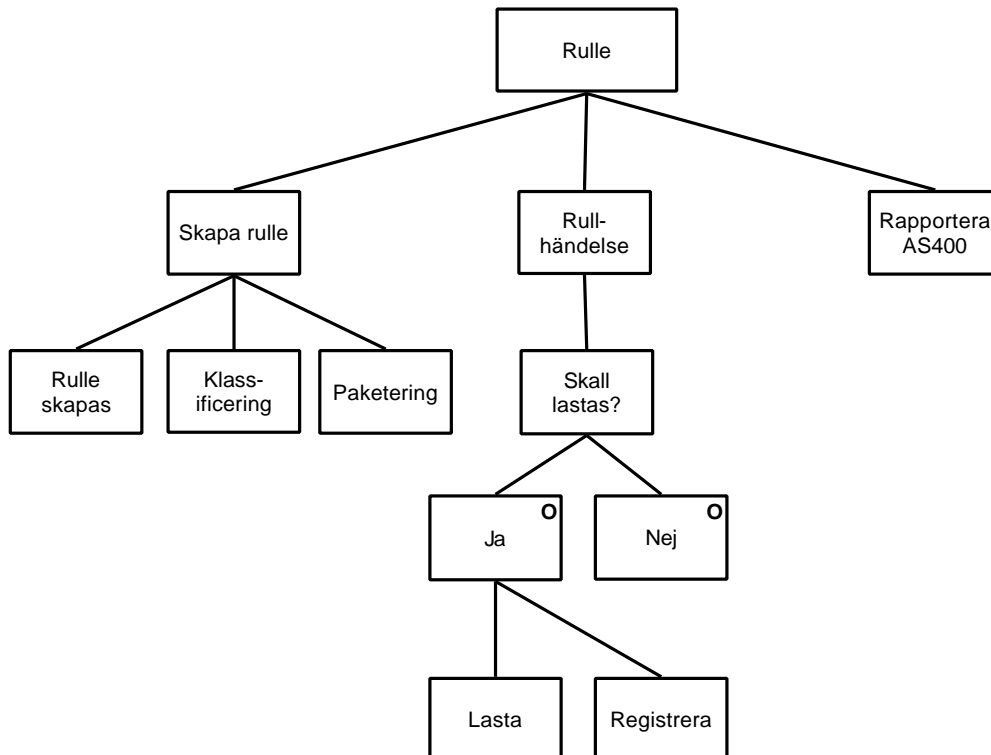 Rulle
Skapa rulle
Rull-
händelse
Rapportera
AS400
Rulle
skapas
Klass-
ificering
Paketering
Skall
lastas?
O
Ja
O
Nej
Lasta
Registrera